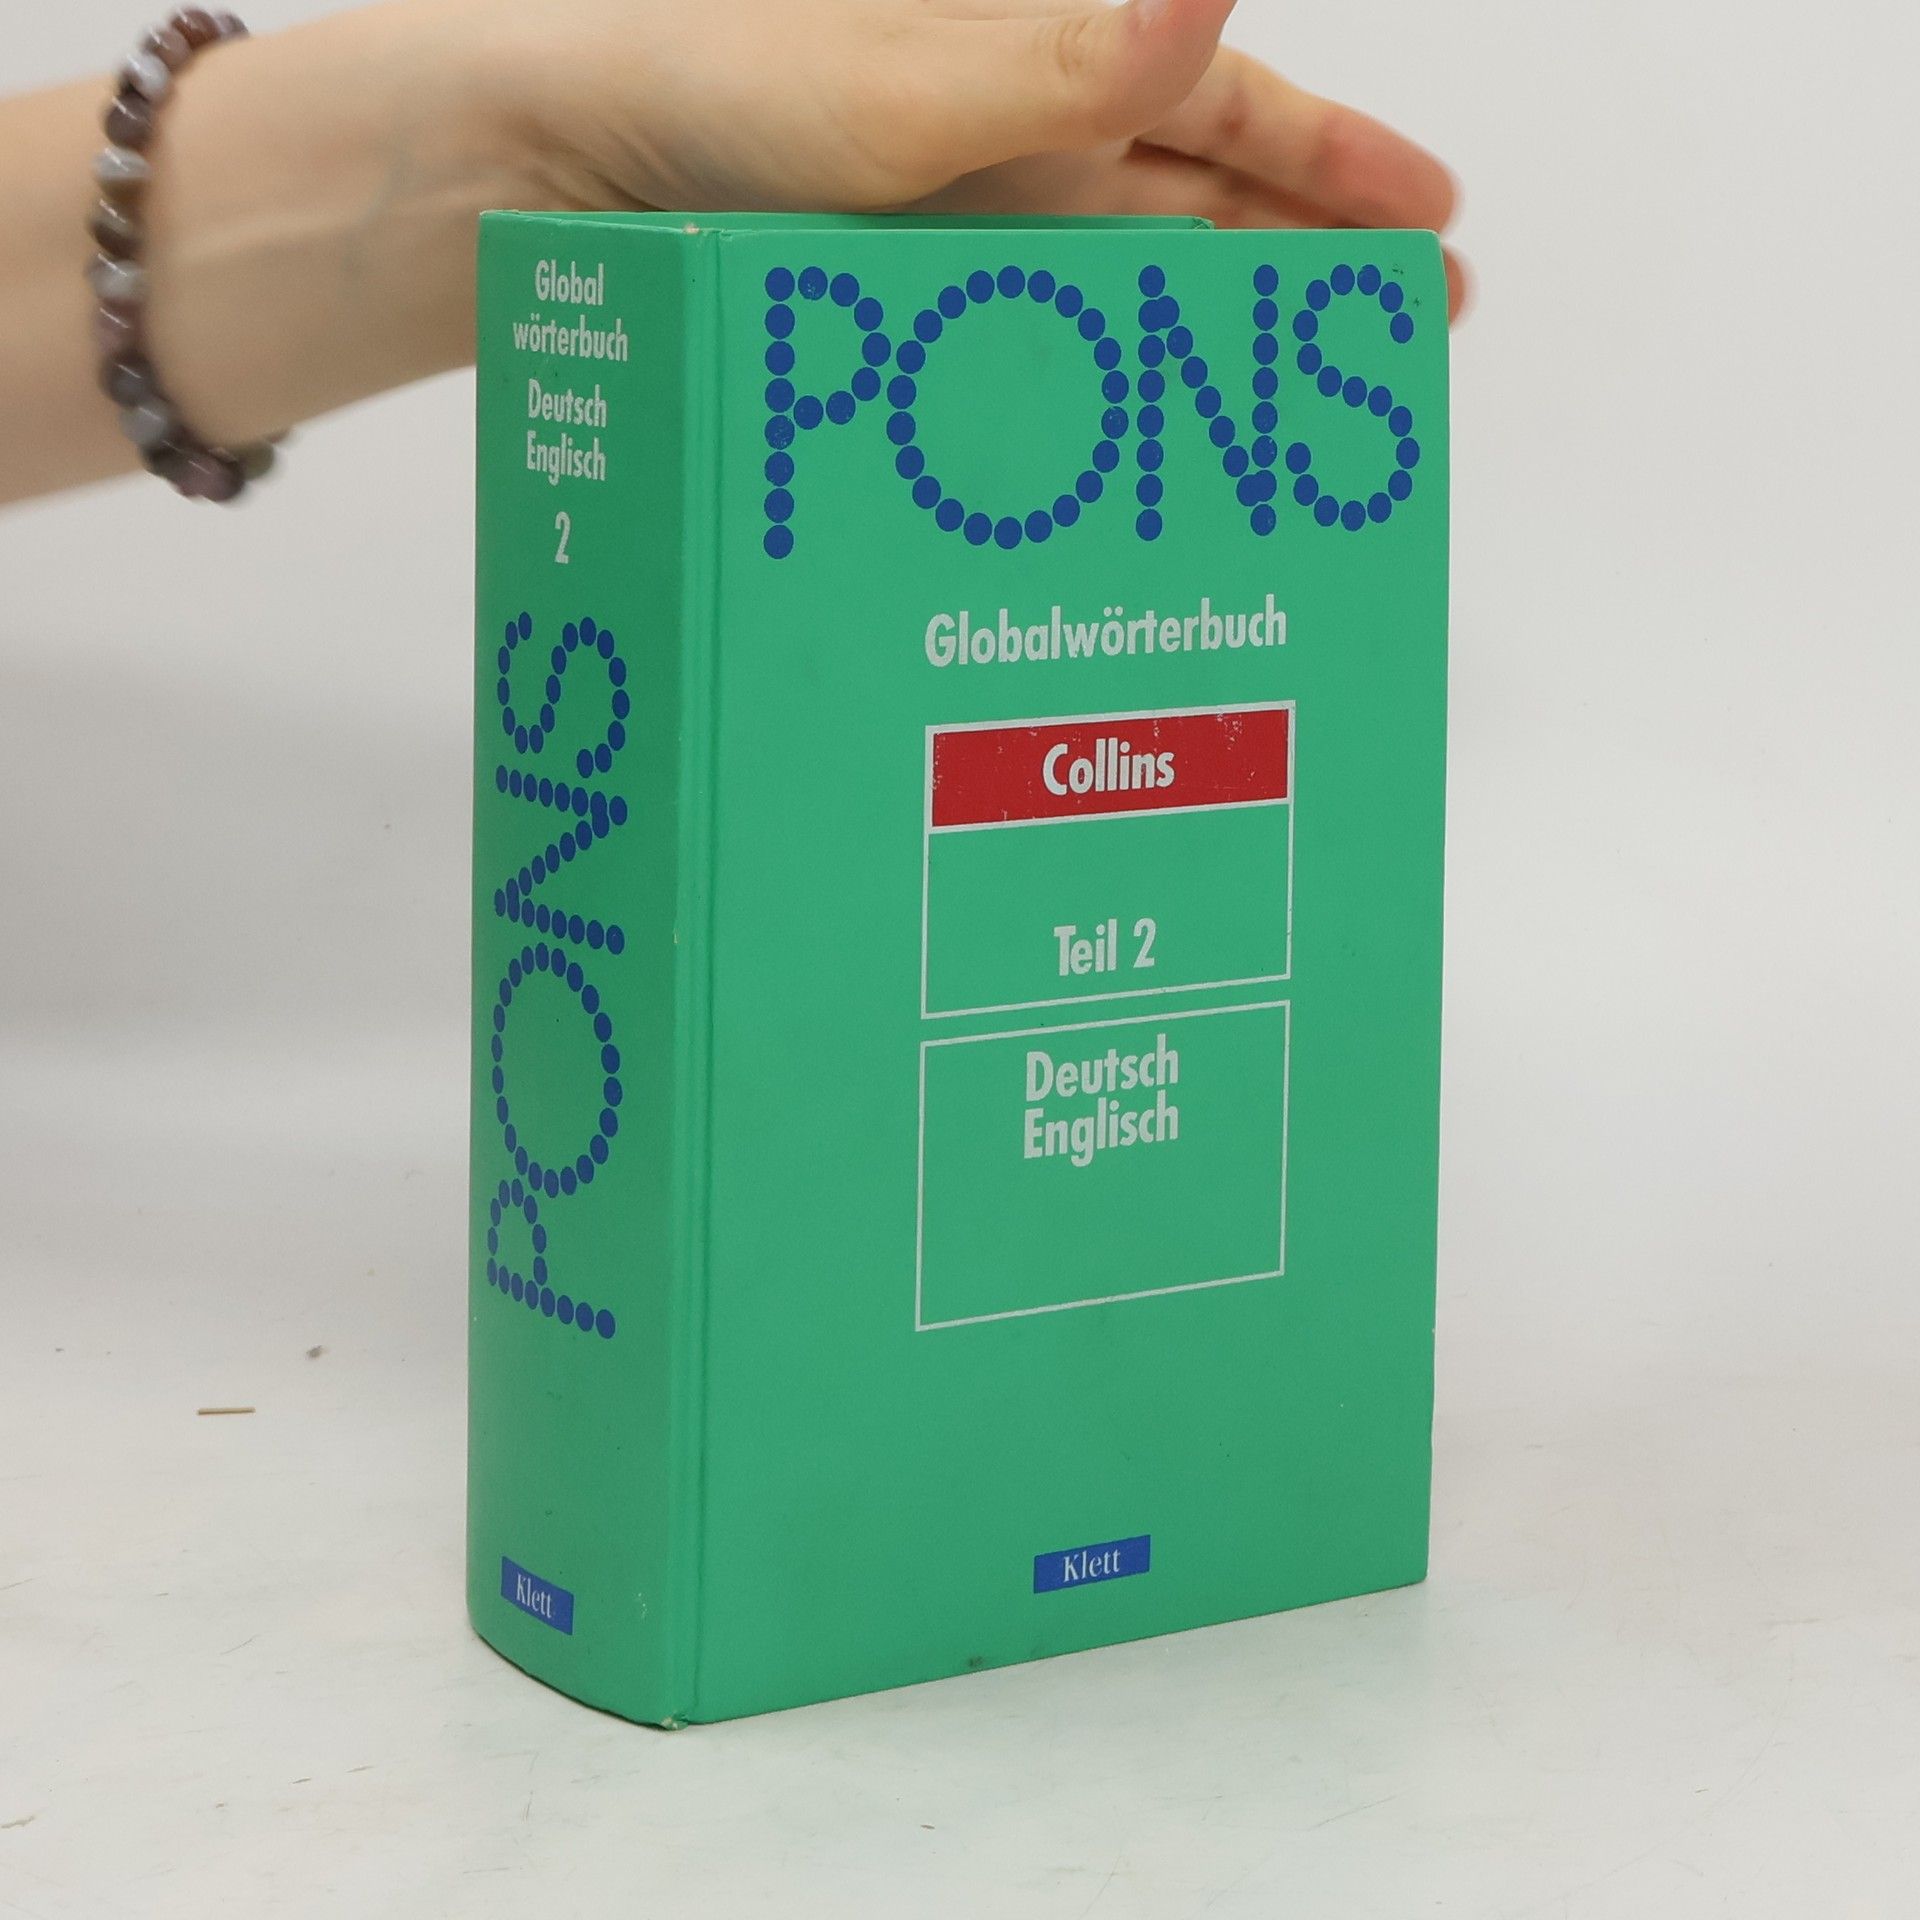 Global
wörterbuch
Deutsch
Englisch
2
PONS
Klett
PONS
Globalwörterbuch
Collins
Teil 2
Deutsch
Englisch
Klett